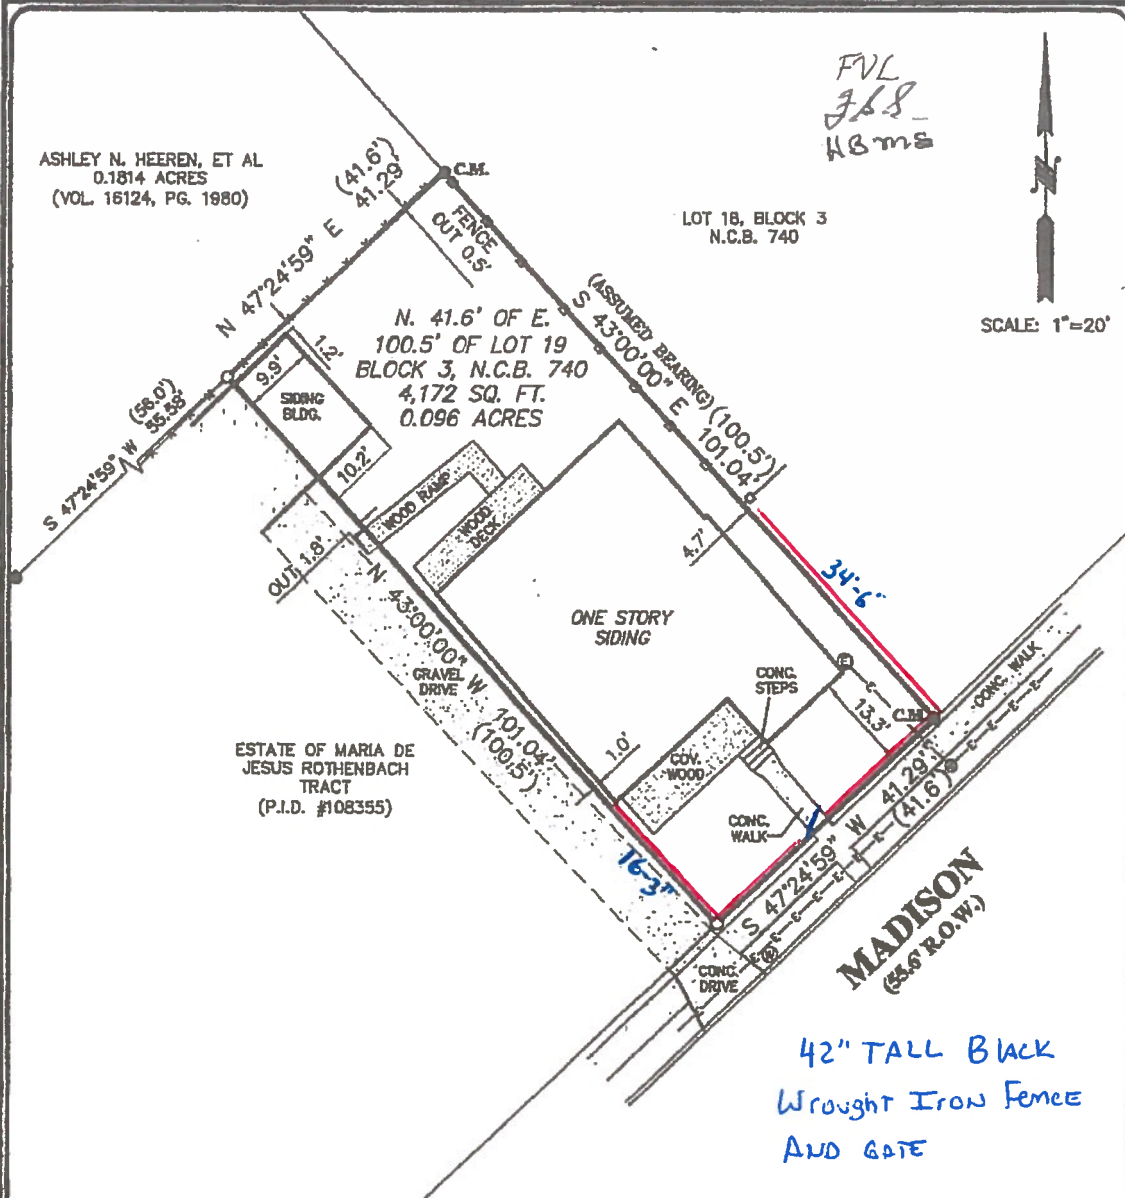 FVL
HBMS
ASHLEY N. HEEREN, ET AL
0.1814 ACRES
(VOL. 16124, PG. 1980)
(41.6')
41.29'
N 47°24'59" E
C.M.
FENCE
OUT 0.5'
LOT 18, BLOCK 3
N.C.B. 740
SCALE: 1"=20'
N
N. 41.6' OF E.
100.5' OF LOT 19
BLOCK 3, N.C.B. 740
4,172 SQ. FT.
0.096 ACRES
(ASSUMED BEARING)
S 43°00'00" E
(100.5')
101.04'
1.2'
9.9'
SIDING
BLDG.
(56.0')
55.58'
S 47°24'59" W
10.2'
WOOD RAMP
WOOD
DECK
OUT 1.8'
4.7'
34'-6"
N 43°00'00" W
101.04'
(100.5')
GRAVEL
DRIVE
ONE STORY
SIDING
E
CONC.
STEPS
13.3'
C.M.
CONC. WALK
ESTATE OF MARIA DE
JESUS ROTHENBACH
TRACT
(P.I.D. #108355)
1.0'
COV.
WOOD
CONC.
WALK
16-3"
S 47°24'59" W
41.29'
(41.6')
MADISON
(55.6' R.O.W.)
CONC.
DRIVE
42" TALL BLACK
Wrought IRON FENCE
AND GATE